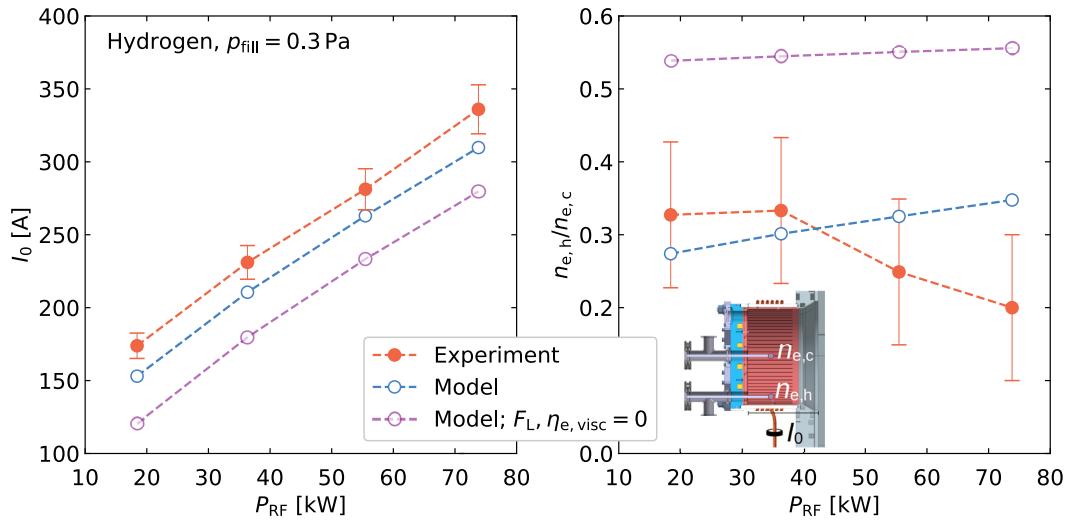 Hydrogen, p_fill = 0.3 Pa
400
350
300
250
200
150
100
I_0 [A]
10 20 30 40 50 60 70 80
P_RF [kW]
Experiment
Model
Model; F_L, η_e, visc = 0
0.6
0.5
0.4
0.3
0.2
0.1
0.0
n_e, h/n_e, c
n_e,c
n_e,h
I_0
10 20 30 40 50 60 70 80
P_RF [kW]